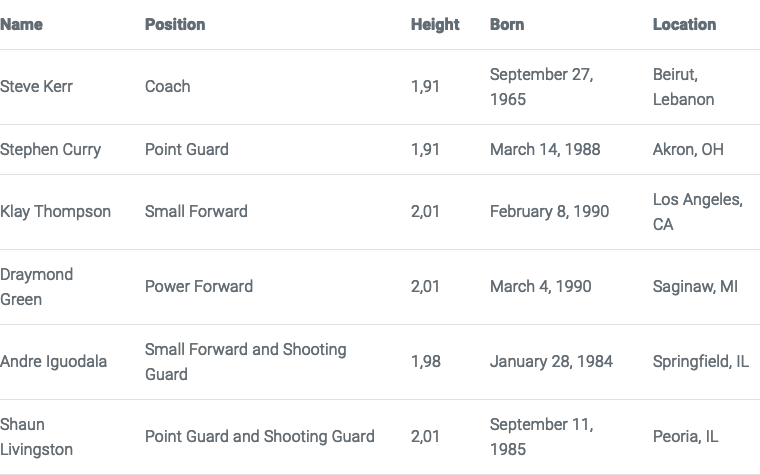 Name Position Height Born Location
Steve Kerr Coach 1,91 September 27, 1965 Beirut, Lebanon
Stephen Curry Point Guard 1,91 March 14, 1988 Akron, OH
Klay Thompson Small Forward 2,01 February 8, 1990 Los Angeles, CA
Draymond Green Power Forward 2,01 March 4, 1990 Saginaw, MI
Andre Iguodala Small Forward and Shooting Guard 1,98 January 28, 1984 Springfield, IL
Shaun Livingston Point Guard and Shooting Guard 2,01 September 11, 1985 Peoria, IL